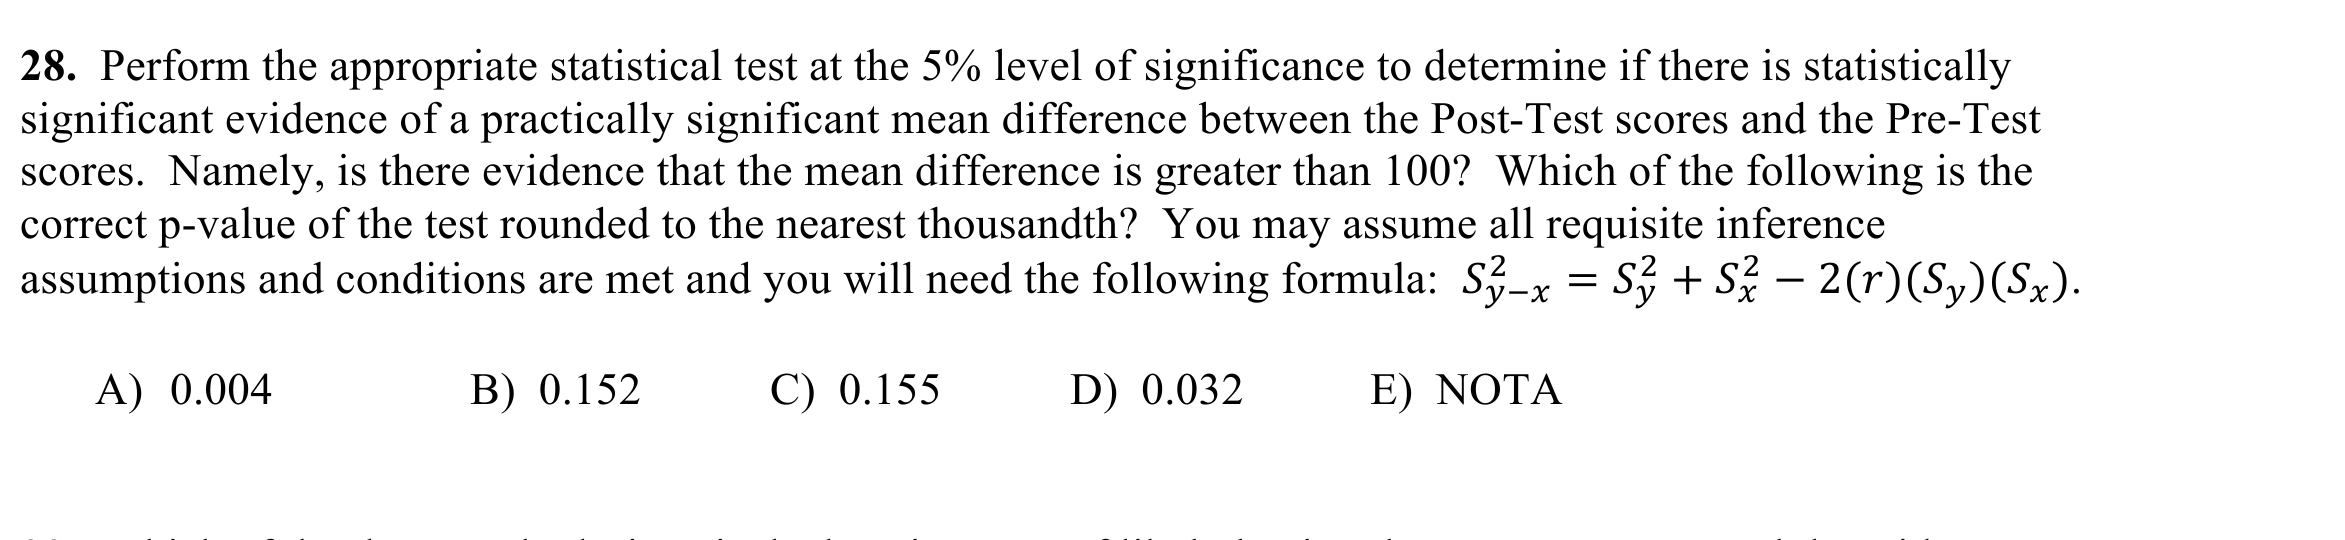 28. Perform the appropriate statistical test at the 5% level of significance to determine if there is statistically
significant evidence of a practically significant mean difference between the Post-Test scores and the Pre-Test
scores. Namely, is there evidence that the mean difference is greater than 100? Which of the following is the
correct p-value of the test rounded to the nearest thousandth? You may assume all requisite inference
assumptions and conditions are met and you will need the following formula: $S_{y-x}^2 = S_y^2 + S_x^2 - 2(r)(S_y)(S_x)$.
A) 0.004 B) 0.152 C) 0.155 D) 0.032 E) NOTA